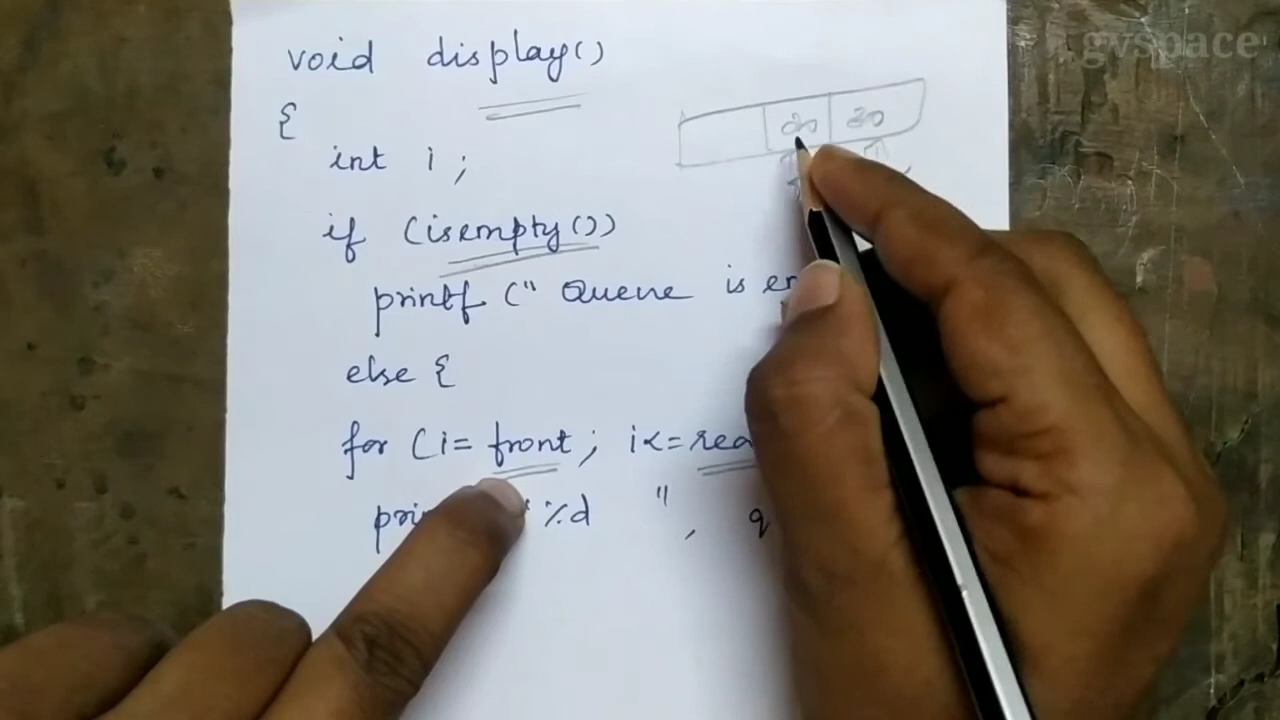 gvspace
void display()
{
20 30
int i ;
if (isempty())
printf (" Queue is
else {
for (i= front; i<=
%d ", q